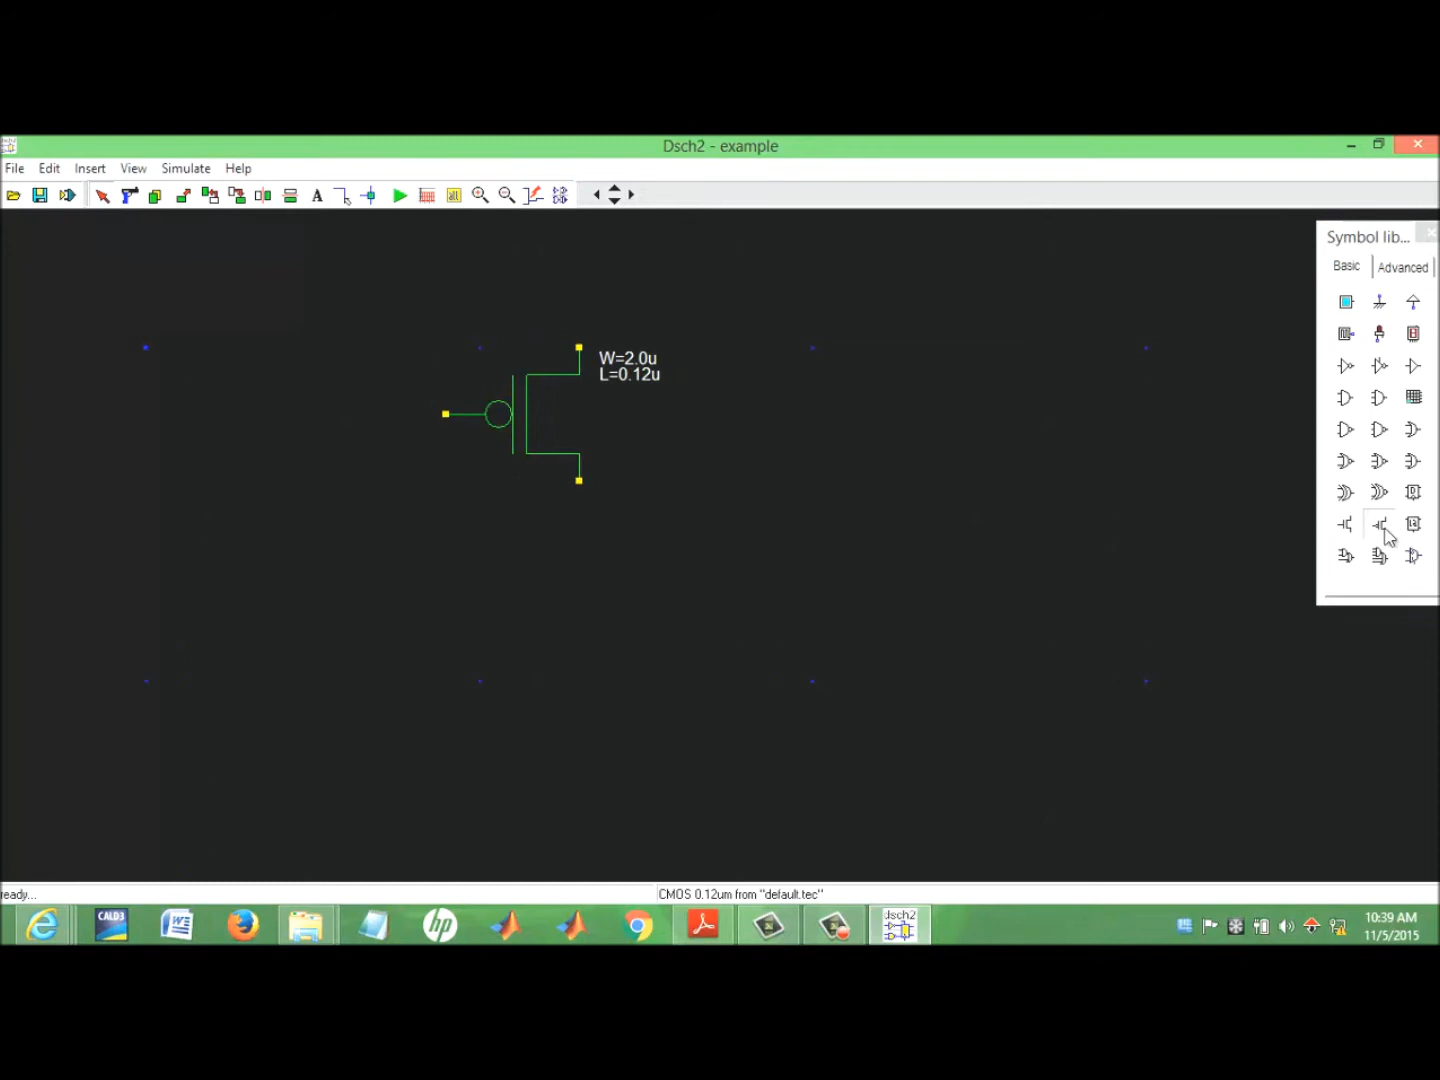 Dsch2 - example
File Edit Insert View Simulate Help
A
Symbol lib...
Basic Advanced
W=2.0u
L=0.12u
eady...
CMOS 0.12um from "default.tec"
CALD3
hp
dsch2
10:39 AM
11/5/2015